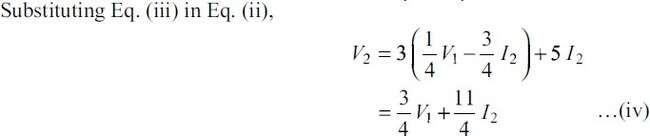 Substituting Eq. (iii) in Eq. (ii),
V₂ = 3(1/4 V₁ − 3/4 I₂) + 5 I₂
= 3/4 V₁ + 11/4 I₂ …(iv)